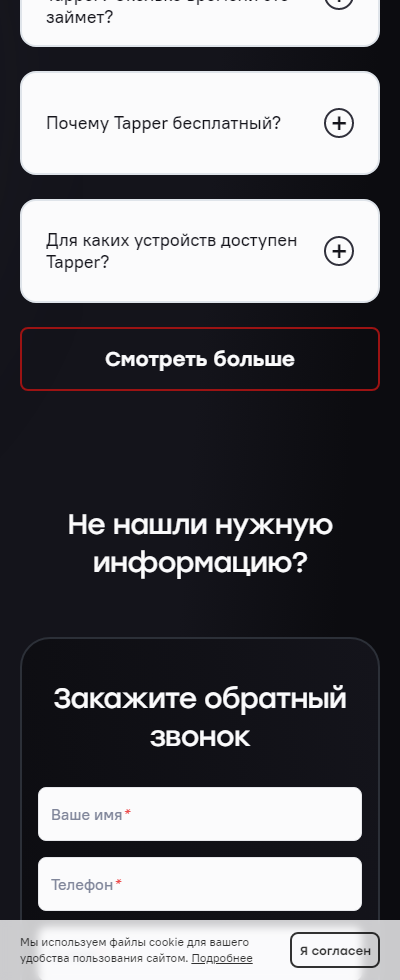 займет?
Почему Tapper бесплатный?
Для каких устройств доступен
Tapper?
Смотреть больше
Не нашли нужную
информацию?
Закажите обратный
звонок
Ваше имя*
Телефон*
Мы используем файлы cookie для вашего
удобства пользования сайтом. Подробнее
Я согласен